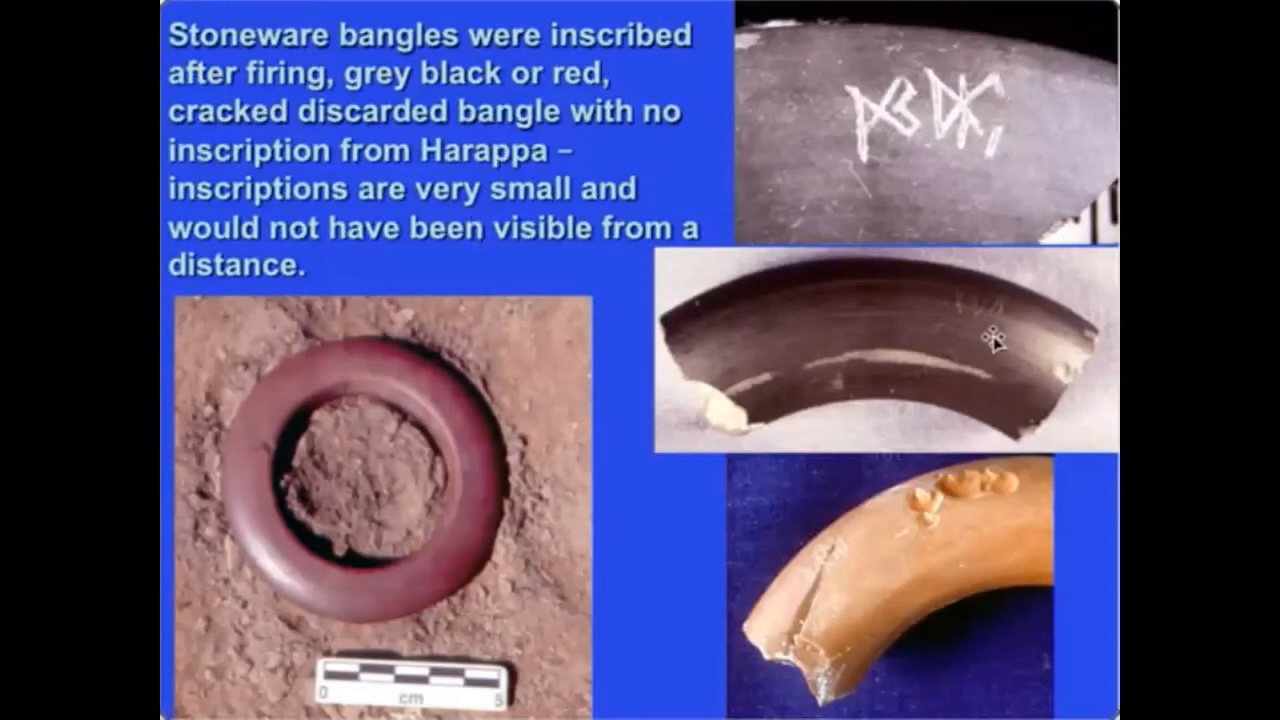 Stoneware bangles were inscribed
after firing, grey black or red,
cracked discarded bangle with no
inscription from Harappa –
inscriptions are very small and
would not have been visible from a
distance.
0 cm 5